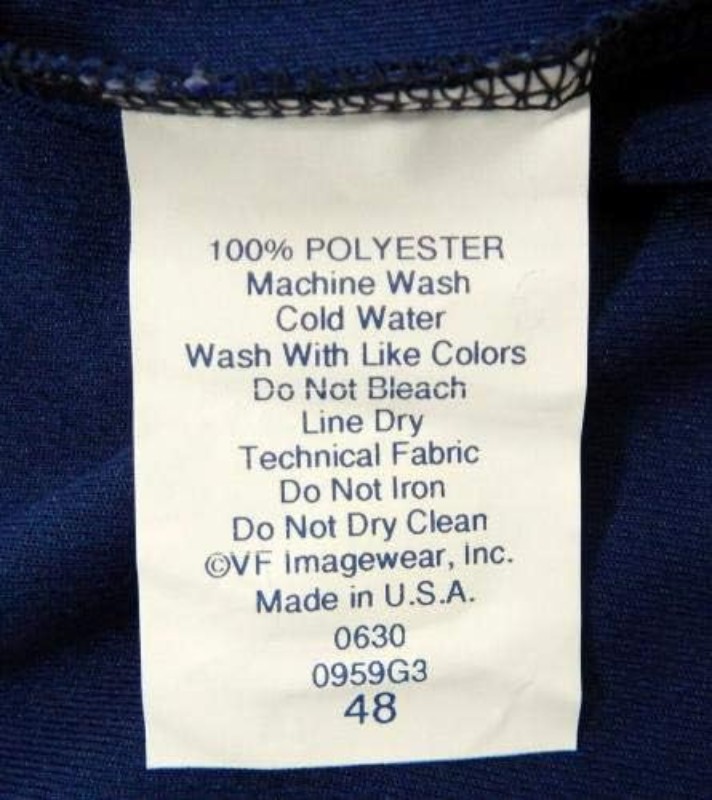 100% POLYESTER
Machine Wash
Cold Water
Wash With Like Colors
Do Not Bleach
Line Dry
Technical Fabric
Do Not Iron
Do Not Dry Clean
©VF Imagewear, Inc.
Made in U.S.A.
0630
0959G3
48